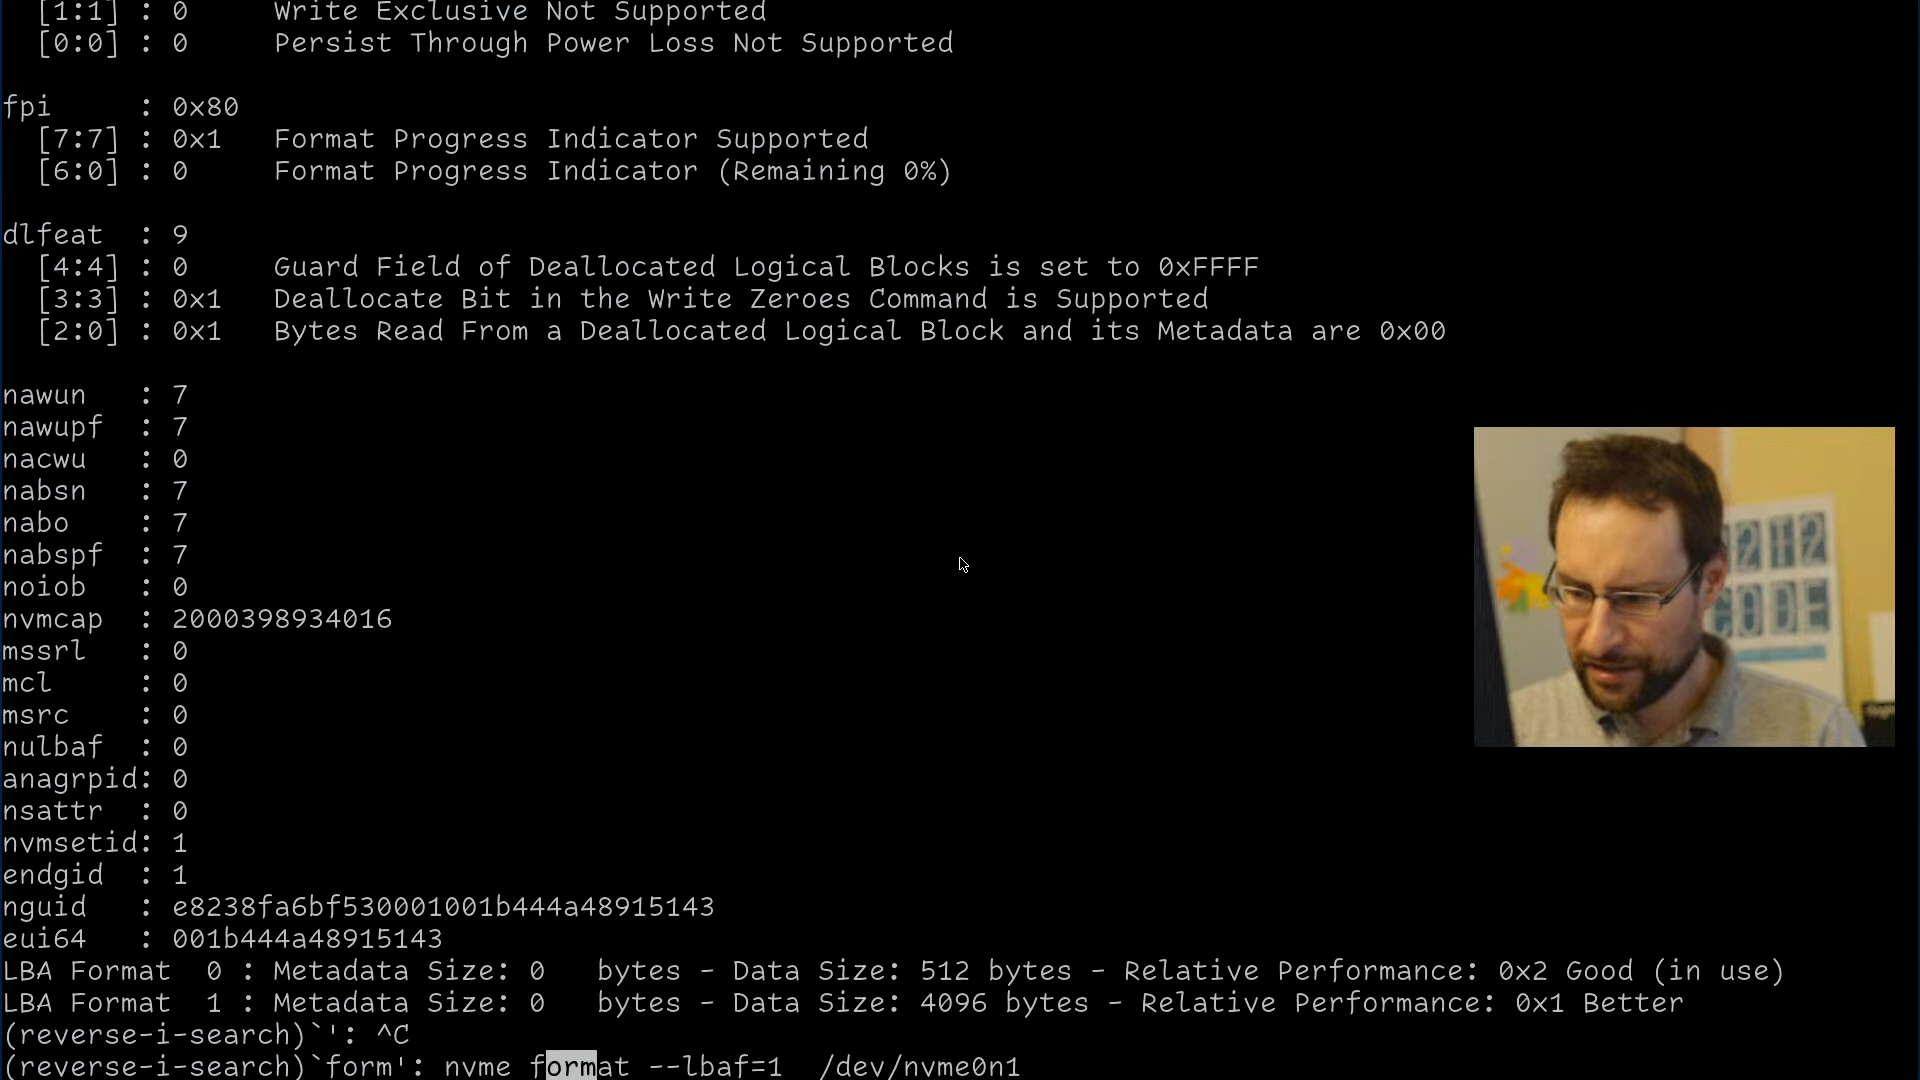 [1:1] : 0     Write Exclusive Not Supported
[0:0] : 0     Persist Through Power Loss Not Supported
fpi     : 0x80
[7:7] : 0x1   Format Progress Indicator Supported
[6:0] : 0     Format Progress Indicator (Remaining 0%)
dlfeat  : 9
[4:4] : 0     Guard Field of Deallocated Logical Blocks is set to 0xFFFF
[3:3] : 0x1   Deallocate Bit in the Write Zeroes Command is Supported
[2:0] : 0x1   Bytes Read From a Deallocated Logical Block and its Metadata are 0x00
nawun   : 7
nawupf  : 7
nacwu   : 0
nabsn   : 7
nabo    : 7
nabspf  : 7
noiob   : 0
nvmcap  : 2000398934016
mssrl   : 0
mcl     : 0
msrc    : 0
nulbaf  : 0
anagrpid: 0
nsattr  : 0
nvmsetid: 1
endgid  : 1
nguid   : e8238fa6bf530001001b444a48915143
eui64   : 001b444a48915143
LBA Format  0 : Metadata Size: 0   bytes - Data Size: 512 bytes - Relative Performance: 0x2 Good (in use)
LBA Format  1 : Metadata Size: 0   bytes - Data Size: 4096 bytes - Relative Performance: 0x1 Better
(reverse-i-search)`': ^C
(reverse-i-search)`form': nvme format --lbaf=1  /dev/nvme0n1